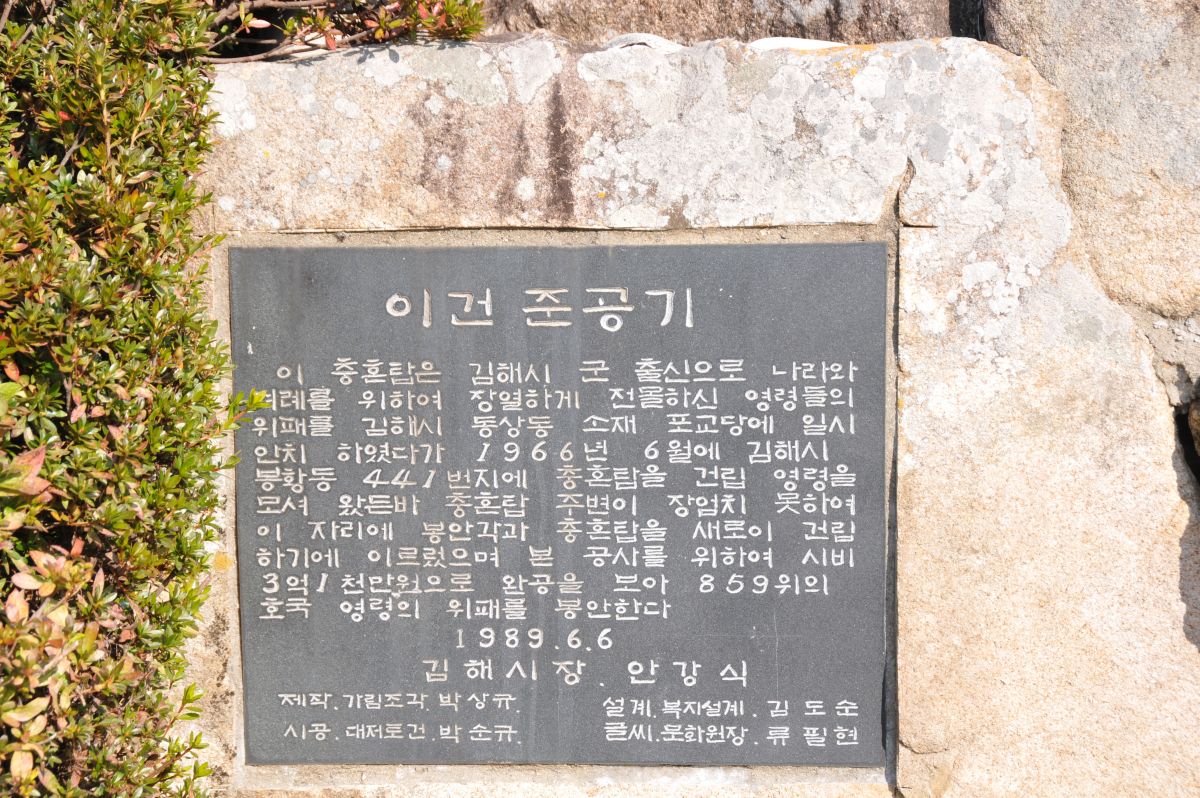 이건 준공기
이 충혼탑은 김해시 군 출신으로 나라와
겨례를 위하여 장열하게 전몰하신 영령들의
위패를 김해시 동상동 소재 포교당에 일시
안치 하였다가 1966년 6월에 김해시
봉황동 441번지에 충혼탑을 건립 영령을
모셔 왔든바 충혼탑 주변이 장엄치 못하여
이 자리에 봉안각과 충혼탑을 새로이 건립
하기에 이르렀으며 본 공사를 위하여 시비
3억1천만원으로 완공을 보아 859위의
호국 영령의 위패를 봉안한다
1989.6.6
김해시장. 안강식
제작.가림조각.박상규. 설계.복지설계.김도순
시공.대저토건.박손규. 글씨.문화원장.류필현